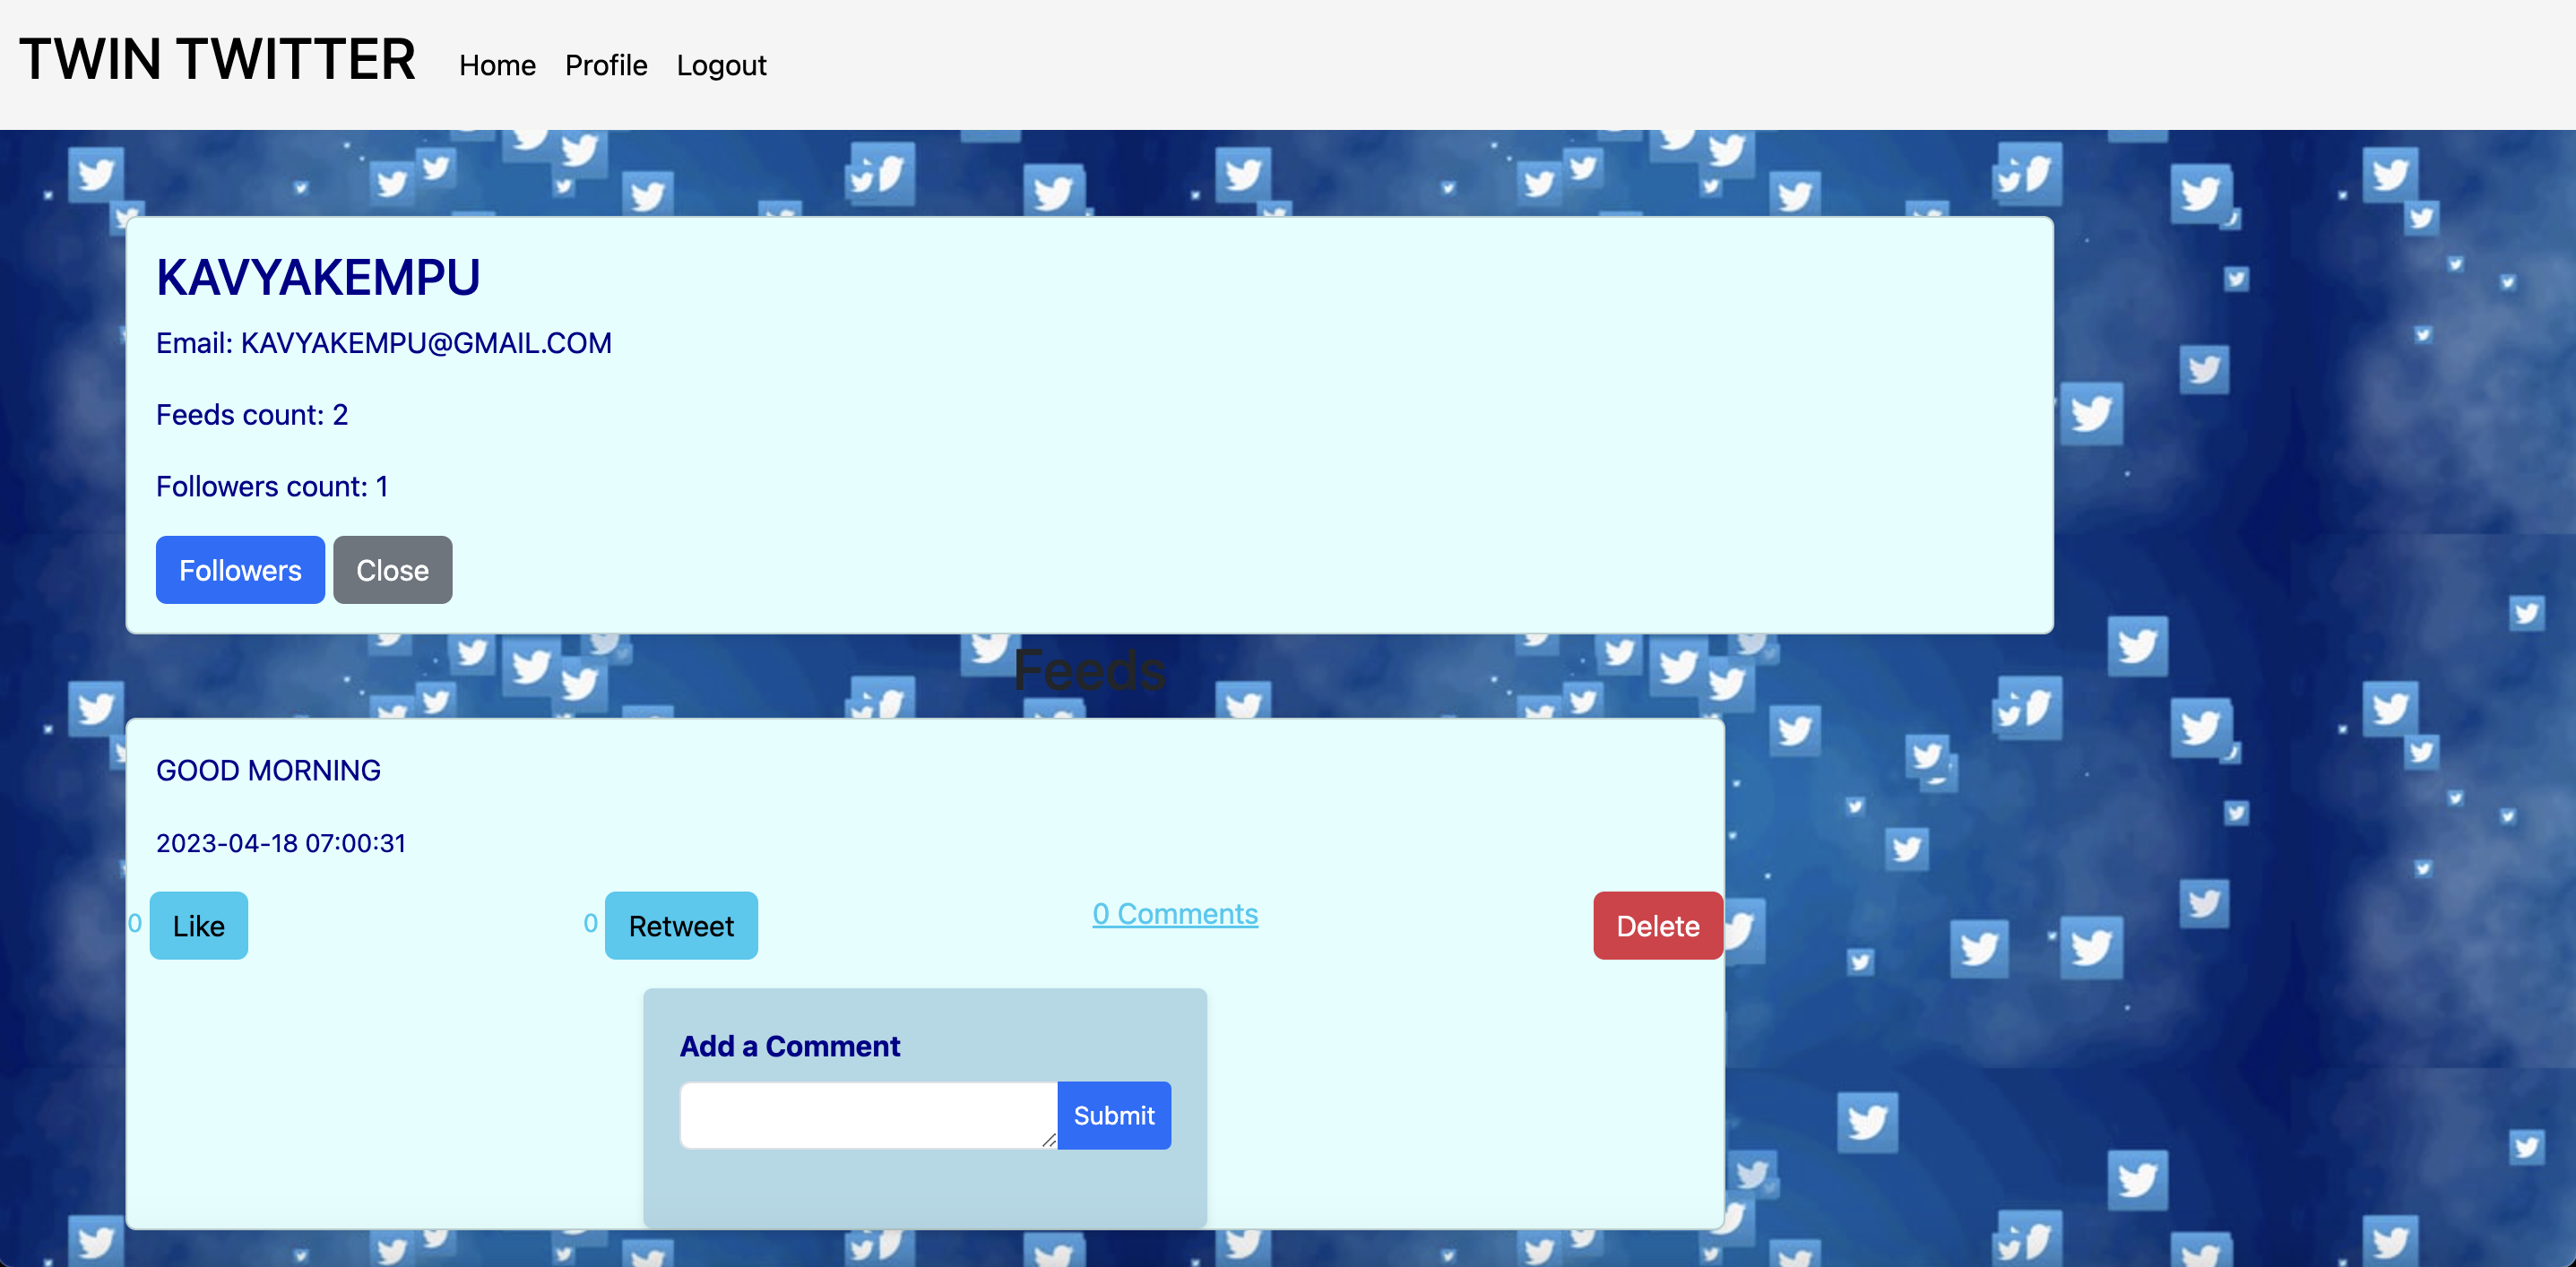 TWIN TWITTER Home Profile Logout
KAVYAKEMPU
Email: KAVYAKEMPU@GMAIL.COM
Feeds count: 2
Followers count: 1
Followers Close
Feeds
GOOD MORNING
2023-04-18 07:00:31
0 Like 0 Retweet 0 Comments Delete
Add a Comment
Submit